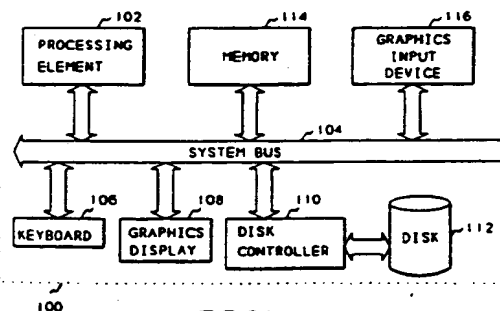 102
PROCESSING
ELEMENT
114
MEMORY
116
GRAPHICS
INPUT
DEVICE
104
SYSTEM BUS
106
KEYBOARD
108
GRAPHICS
DISPLAY
110
DISK
CONTROLLER
DISK
112
100